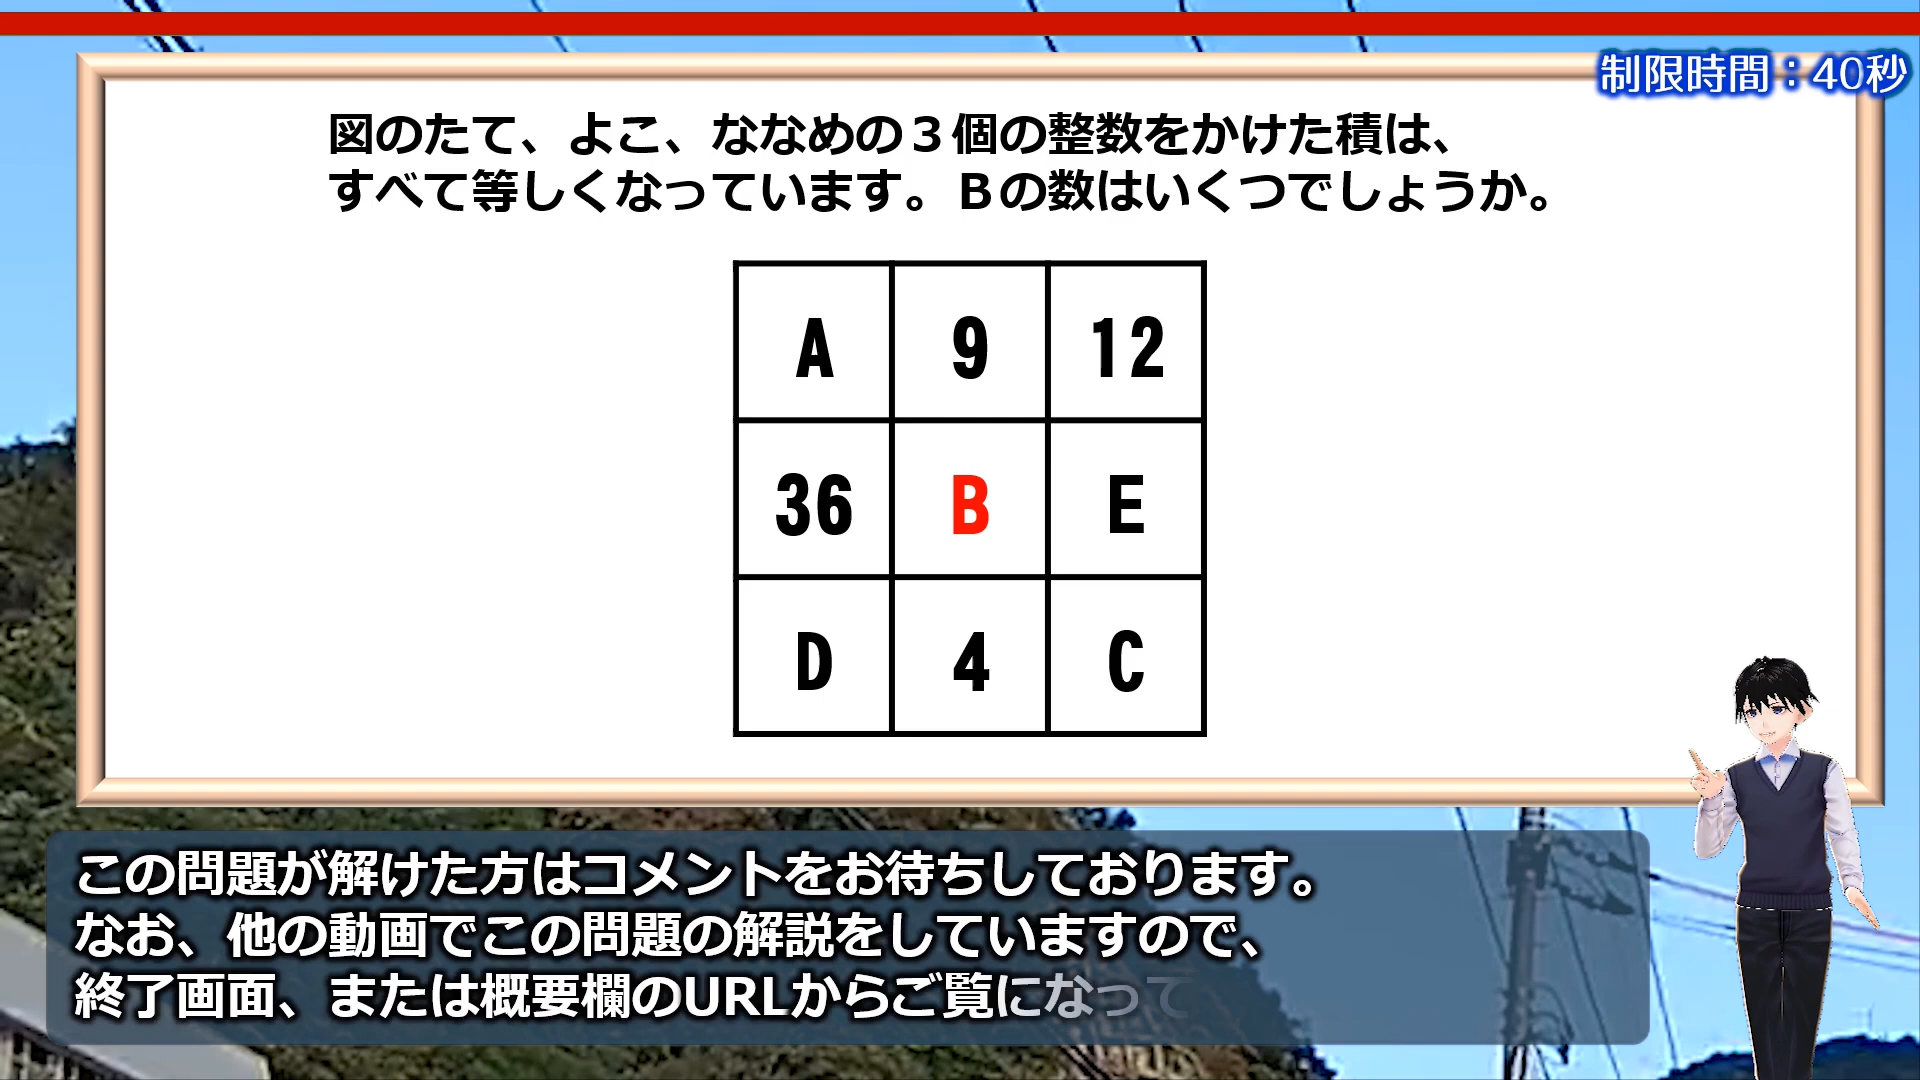 制限時間：40秒
図のたて、よこ、ななめの３個の整数をかけた積は、
すべて等しくなっています。Ｂの数はいくつでしょうか。
A 9 12
36 B E
D 4 C
この問題が解けた方はコメントをお待ちしております。
なお、他の動画でこの問題の解説をしていますので、
終了画面、または概要欄のURLからご覧になって